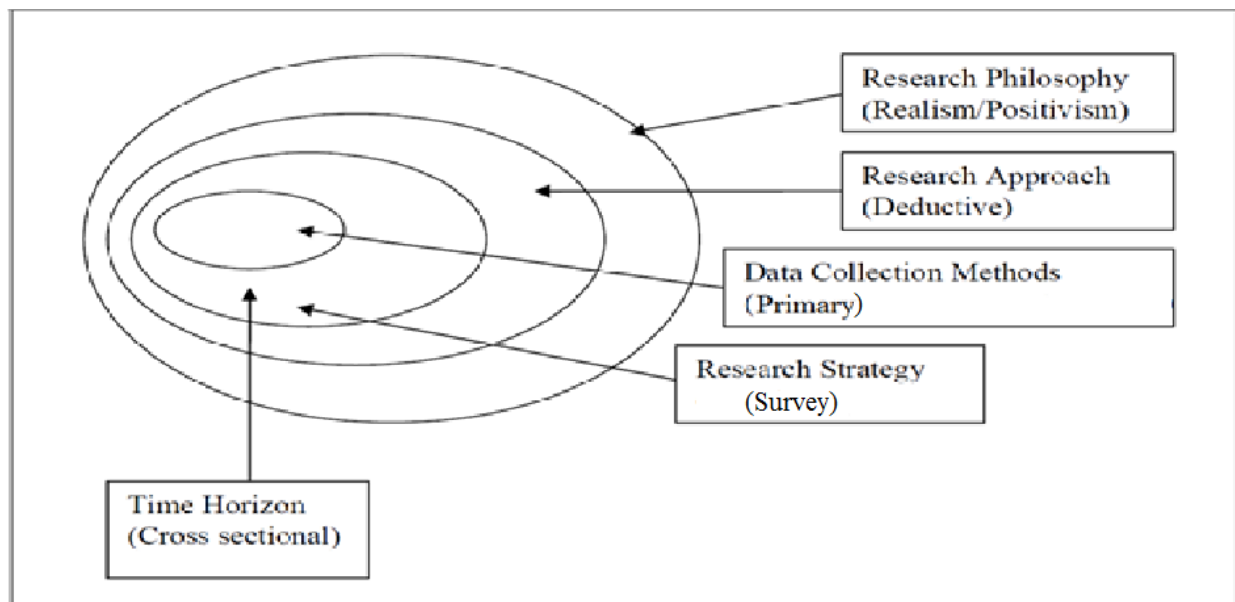 Research Philosophy
(Realism/Positivism)
Research Approach
(Deductive)
Data Collection Methods
(Primary)
Research Strategy
(Survey)
Time Horizon
(Cross sectional)